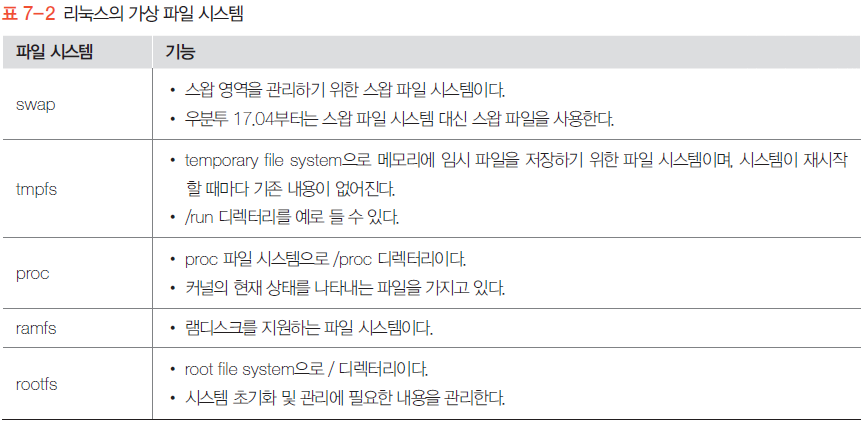 표 7-2 리눅스의 가상 파일 시스템
파일 시스템 기능
swap
• 스왑 영역을 관리하기 위한 스왑 파일 시스템이다.
• 우분투 17.04부터는 스왑 파일 시스템 대신 스왑 파일을 사용한다.
tmpfs
• temporary file system으로 메모리에 임시 파일을 저장하기 위한 파일 시스템이며, 시스템이 재시작
할 때마다 기존 내용이 없어진다.
• /run 디렉터리를 예로 들 수 있다.
proc
• proc 파일 시스템으로 /proc 디렉터리이다.
• 커널의 현재 상태를 나타내는 파일을 가지고 있다.
ramfs
• 램디스크를 지원하는 파일 시스템이다.
rootfs
• root file system으로 / 디렉터리이다.
• 시스템 초기화 및 관리에 필요한 내용을 관리한다.